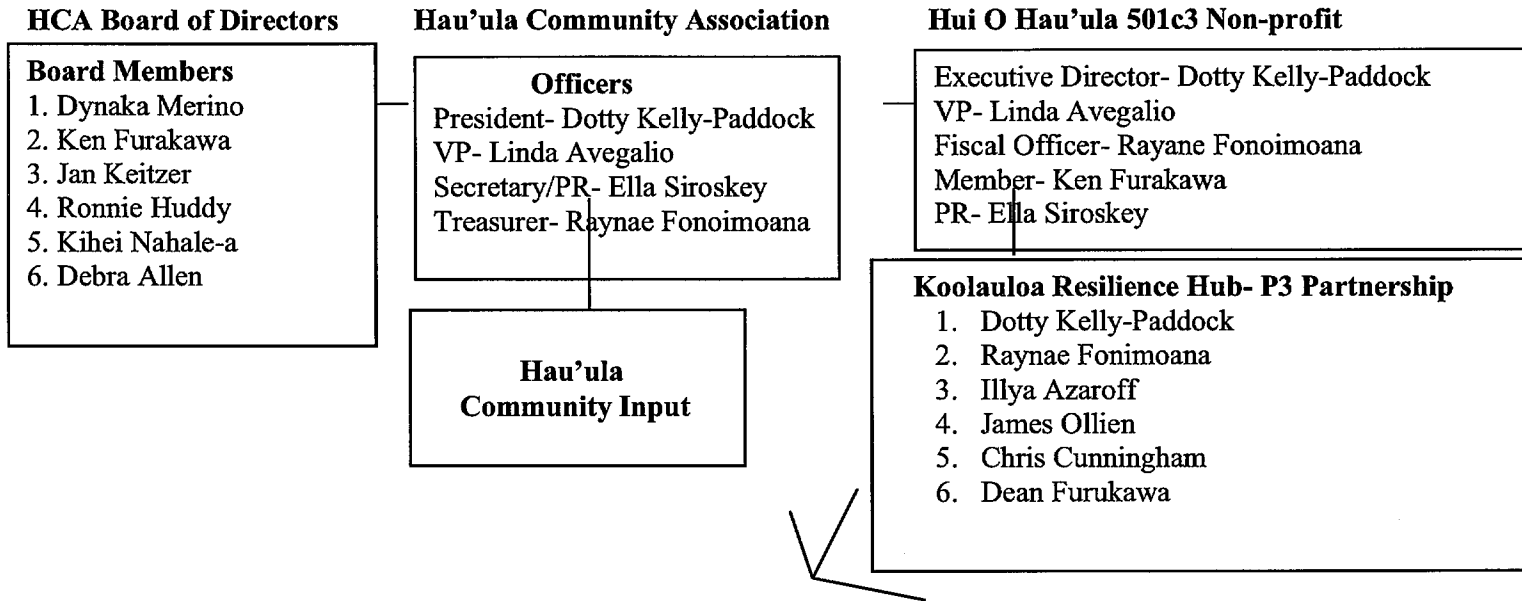 HCA Board of Directors
Board Members
1. Dynaka Merino
2. Ken Furakawa
3. Jan Keitzer
4. Ronnie Huddy
5. Kihei Nahale-a
6. Debra Allen
Hau'ula Community Association
Officers
President- Dotty Kelly-Paddock
VP- Linda Avegalio
Secretary/PR- Ella Siroskey
Treasurer- Raynae Fonoimoana
Hau'ula
Community Input
Hui O Hau'ula 501c3 Non-profit
Executive Director- Dotty Kelly-Paddock
VP- Linda Avegalio
Fiscal Officer- Rayane Fonoimoana
Member- Ken Furakawa
PR- Ella Siroskey
Koolauloa Resilience Hub- P3 Partnership
1. Dotty Kelly-Paddock
2. Raynae Fonimoana
3. Illya Azaroff
4. James Ollien
5. Chris Cunningham
6. Dean Furukawa